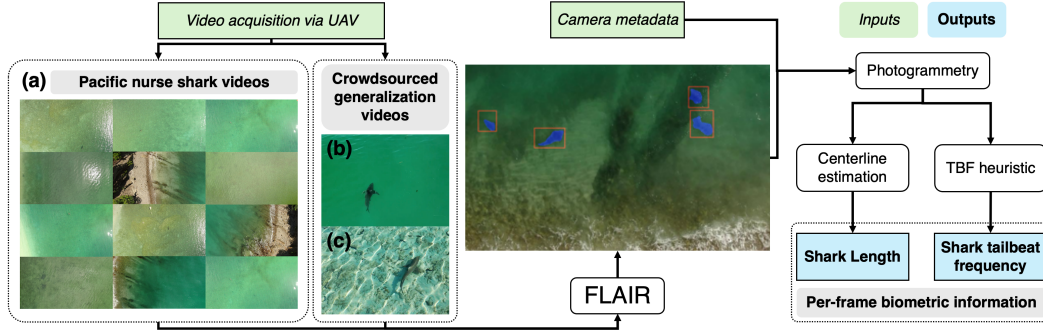 Video acquisition via UAV
Camera metadata
Inputs
Outputs
(a)
Pacific nurse shark videos
Crowdsourced
generalization
videos
(b)
(c)
FLAIR
Photogrammetry
Centerline
estimation
TBF heuristic
Shark Length
Shark tailbeat
frequency
Per-frame biometric information